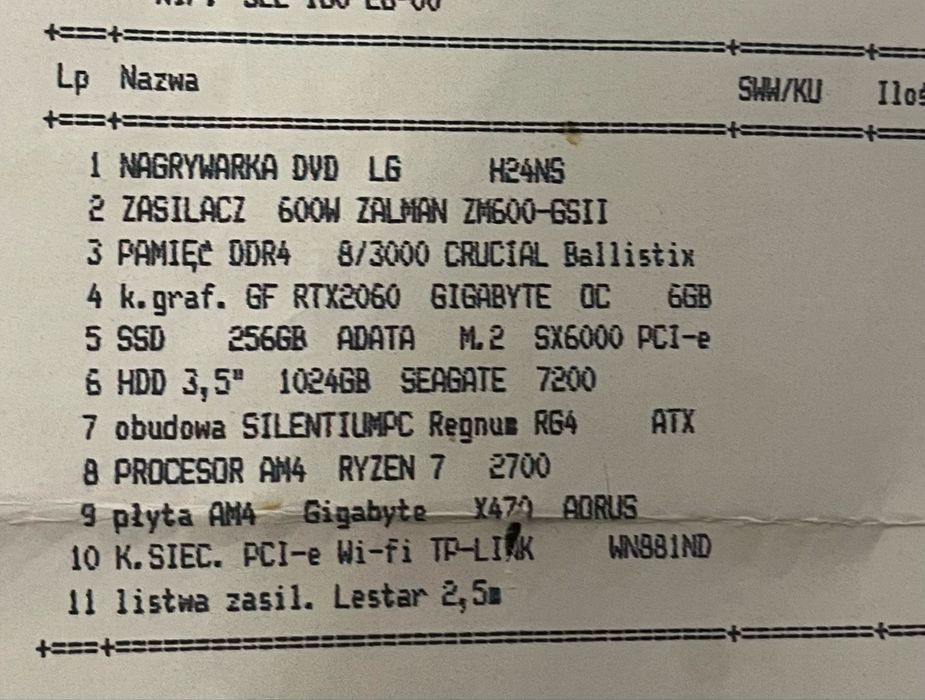 Lp Nazwa SWW/KU Iloś
1 NAGRYWARKA DVD LG H24NS
2 ZASILACZ 600W ZALMAN ZM600-GSII
3 PAMIĘĆ DDR4 8/3000 CRUCIAL Ballistix
4 k.graf. GF RTX2060 GIGABYTE OC 6GB
5 SSD 256GB ADATA M.2 SX6000 PCI-e
6 HDD 3,5" 1024GB SEAGATE 7200
7 obudowa SILENTIUMPC Regnum RG4 ATX
8 PROCESOR AM4 RYZEN 7 2700
9 płyta AM4 Gigabyte X470 AORUS
10 K.SIEC. PCI-e Wi-fi TP-LINK WN881ND
11 listwa zasil. Lestar 2,5m